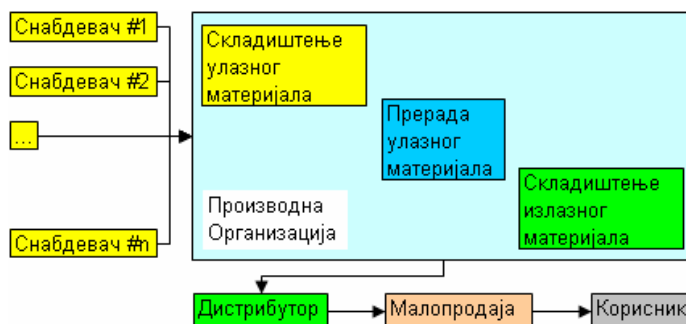 Снабдевач #1
Снабдевач #2
...
Снабдевач #n
Складиштење
улазног
материјала
Прерада
улазног
материјала
Складиштење
излазног
материјала
Производна
Организација
Дистрибутор
Малопродаја
Корисник